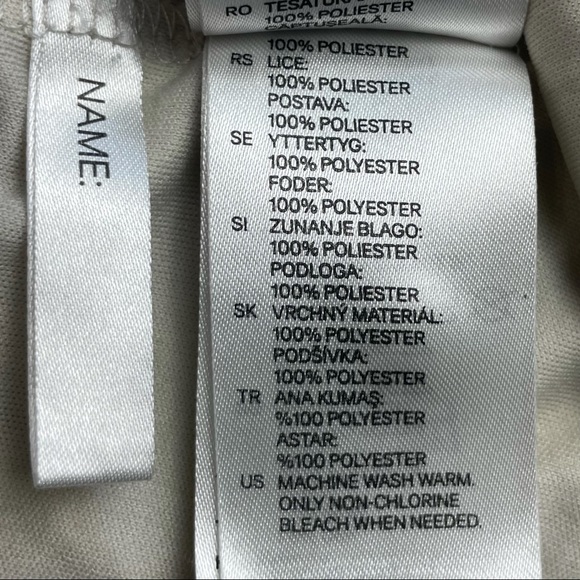 NAME:
RO
100% POLIESTER
CĂPTUŞEALĂ:
100% POLIESTER
RS LICE:
100% POLIESTER
POSTAVA:
100% POLIESTER
SE YTTERTYG:
100% POLYESTER
FODER:
100% POLYESTER
SI ZUNANJE BLAGO:
100% POLIESTER
PODLOGA:
100% POLIESTER
SK VRCHNÝ MATERIÁL:
100% POLYESTER
PODŠÍVKA:
100% POLYESTER
TR ANA KUMAŞ:
%100 POLYESTER
ASTAR:
%100 POLYESTER
US MACHINE WASH WARM.
ONLY NON-CHLORINE
BLEACH WHEN NEEDED.